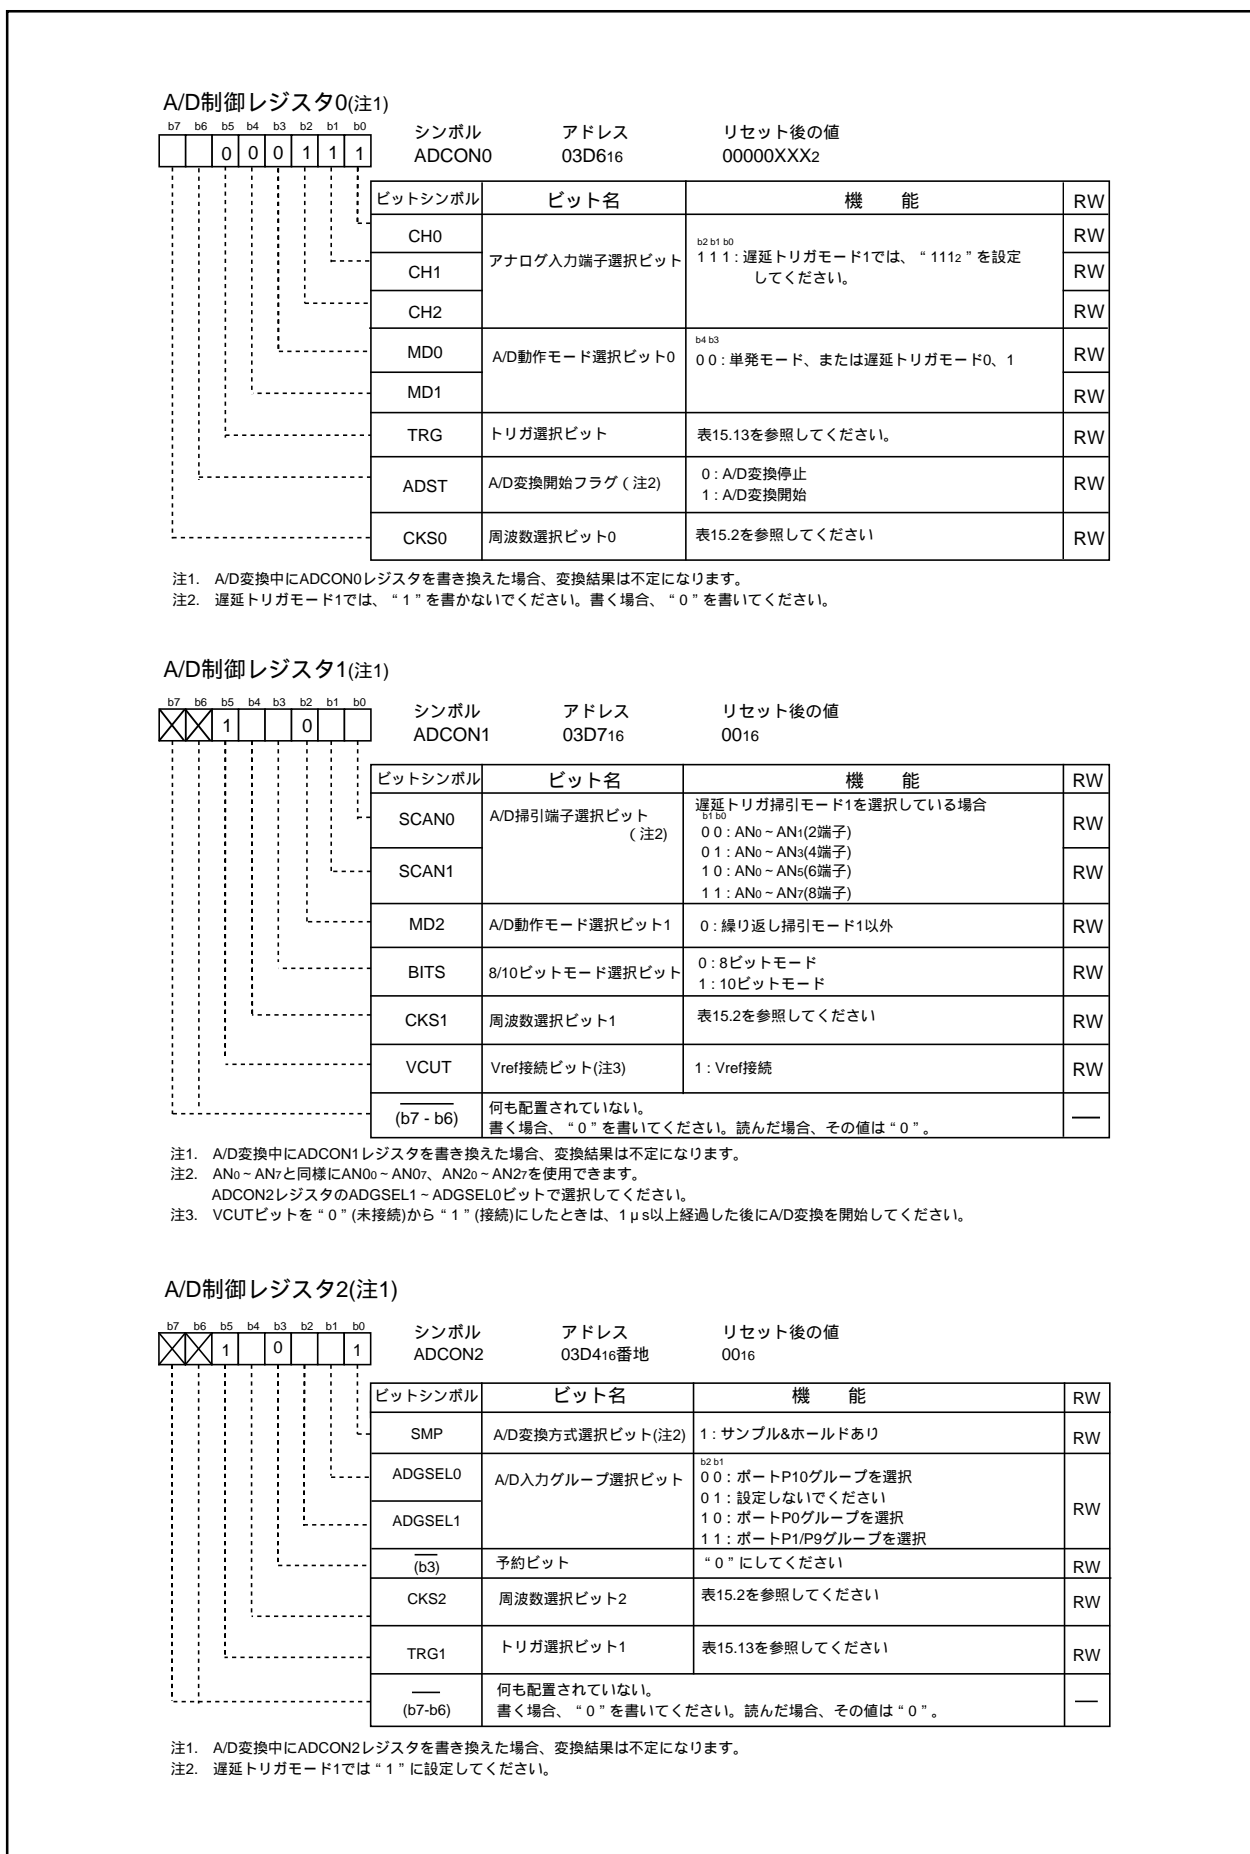 A/D制御レジスタ0(注1)
b7 b6 b5 b4 b3 b2 b1 b0
0 0 0 1 1 1
シンボル アドレス リセット後の値
ADCON0 03D616 00000XXX2
ビットシンボル ビット名 機 能 RW
CH0 RW
アナログ入力端子選択ビット
b2 b1 b0
1 1 1 : 遅延トリガモード1では、“1112”を設定
してください。
CH1 RW
CH2 RW
MD0 RW
A/D動作モード選択ビット0
b4 b3
0 0 : 単発モード、または遅延トリガモード0、1
MD1 RW
TRG トリガ選択ビット 表15.13を参照してください。 RW
ADST A/D変換開始フラグ(注2) RW
0 : A/D変換停止
1 : A/D変換開始
CKS0 周波数選択ビット0 表15.2を参照してください RW
注1. A/D変換中にADCON0レジスタを書き換えた場合、変換結果は不定になります。
注2. 遅延トリガモード1では、“1”を書かないでください。書く場合、“0”を書いてください。
A/D制御レジスタ1(注1)
b7 b6 b5 b4 b3 b2 b1 b0
1 0
シンボル アドレス リセット後の値
ADCON1 03D716 0016
ビットシンボル ビット名 機 能 RW
SCAN0 RW
A/D掃引端子選択ビット
(注2)
遅延トリガ掃引モード1を選択している場合
b1 b0
0 0 : AN0~AN1(2端子)
0 1 : AN0~AN3(4端子)
1 0 : AN0~AN5(6端子)
1 1 : AN0~AN7(8端子)
SCAN1 RW
MD2 A/D動作モード選択ビット1 0 : 繰り返し掃引モード1以外 RW
BITS 8/10ビットモード選択ビット RW
0 : 8ビットモード
1 : 10ビットモード
CKS1 周波数選択ビット1 表15.2を参照してください RW
VCUT Vref接続ビット(注3) 1 : Vref接続 RW
(b7 - b6) —
何も配置されていない。
書く場合、“0”を書いてください。読んだ場合、その値は“0”。
注1. A/D変換中にADCON1レジスタを書き換えた場合、変換結果は不定になります。
注2. AN0~AN7と同様にAN00~AN07、AN20~AN27を使用できます。
ADCON2レジスタのADGSEL1~ADGSEL0ビットで選択してください。
注3. VCUTビットを“0”(未接続)から“1”(接続)にしたときは、1μs以上経過した後にA/D変換を開始してください。
A/D制御レジスタ2(注1)
b7 b6 b5 b4 b3 b2 b1 b0
1 0 1
シンボル アドレス リセット後の値
ADCON2 03D416番地 0016
ビットシンボル ビット名 機 能 RW
SMP A/D変換方式選択ビット(注2) 1 : サンプル&ホールドあり RW
ADGSEL0 A/D入力グループ選択ビット
b2 b1
0 0 : ポートP10グループを選択
0 1 : 設定しないでください
1 0 : ポートP0グループを選択
1 1 : ポートP1/P9グループを選択
ADGSEL1 RW
(b3) 予約ビット “0”にしてください RW
CKS2 周波数選択ビット2 表15.2を参照してください RW
TRG1 トリガ選択ビット1 表15.13を参照してください RW
(b7-b6) —
何も配置されていない。
書く場合、“0”を書いてください。読んだ場合、その値は“0”。
注1. A/D変換中にADCON2レジスタを書き換えた場合、変換結果は不定になります。
注2. 遅延トリガモード1では“1”に設定してください。